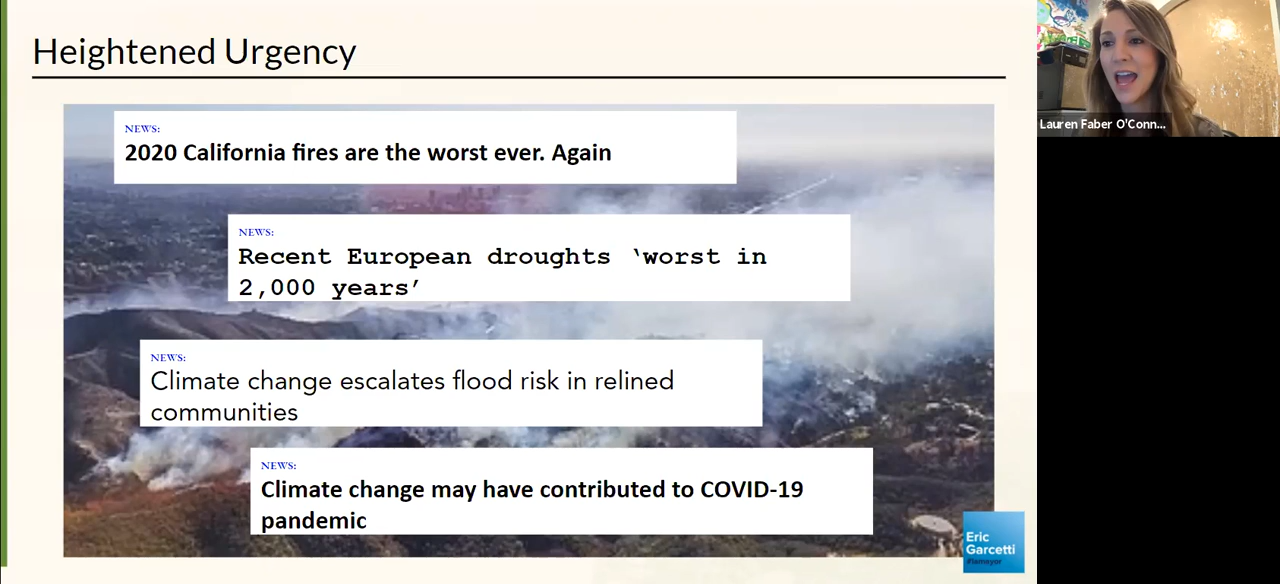 Heightened Urgency
NEWS:
2020 California fires are the worst ever. Again
NEWS:
Recent European droughts ‘worst in
2,000 years’
NEWS:
Climate change escalates flood risk in relined
communities
NEWS:
Climate change may have contributed to COVID-19
pandemic
Eric
Garcetti
#lamayor
Lauren Faber O'Conn...